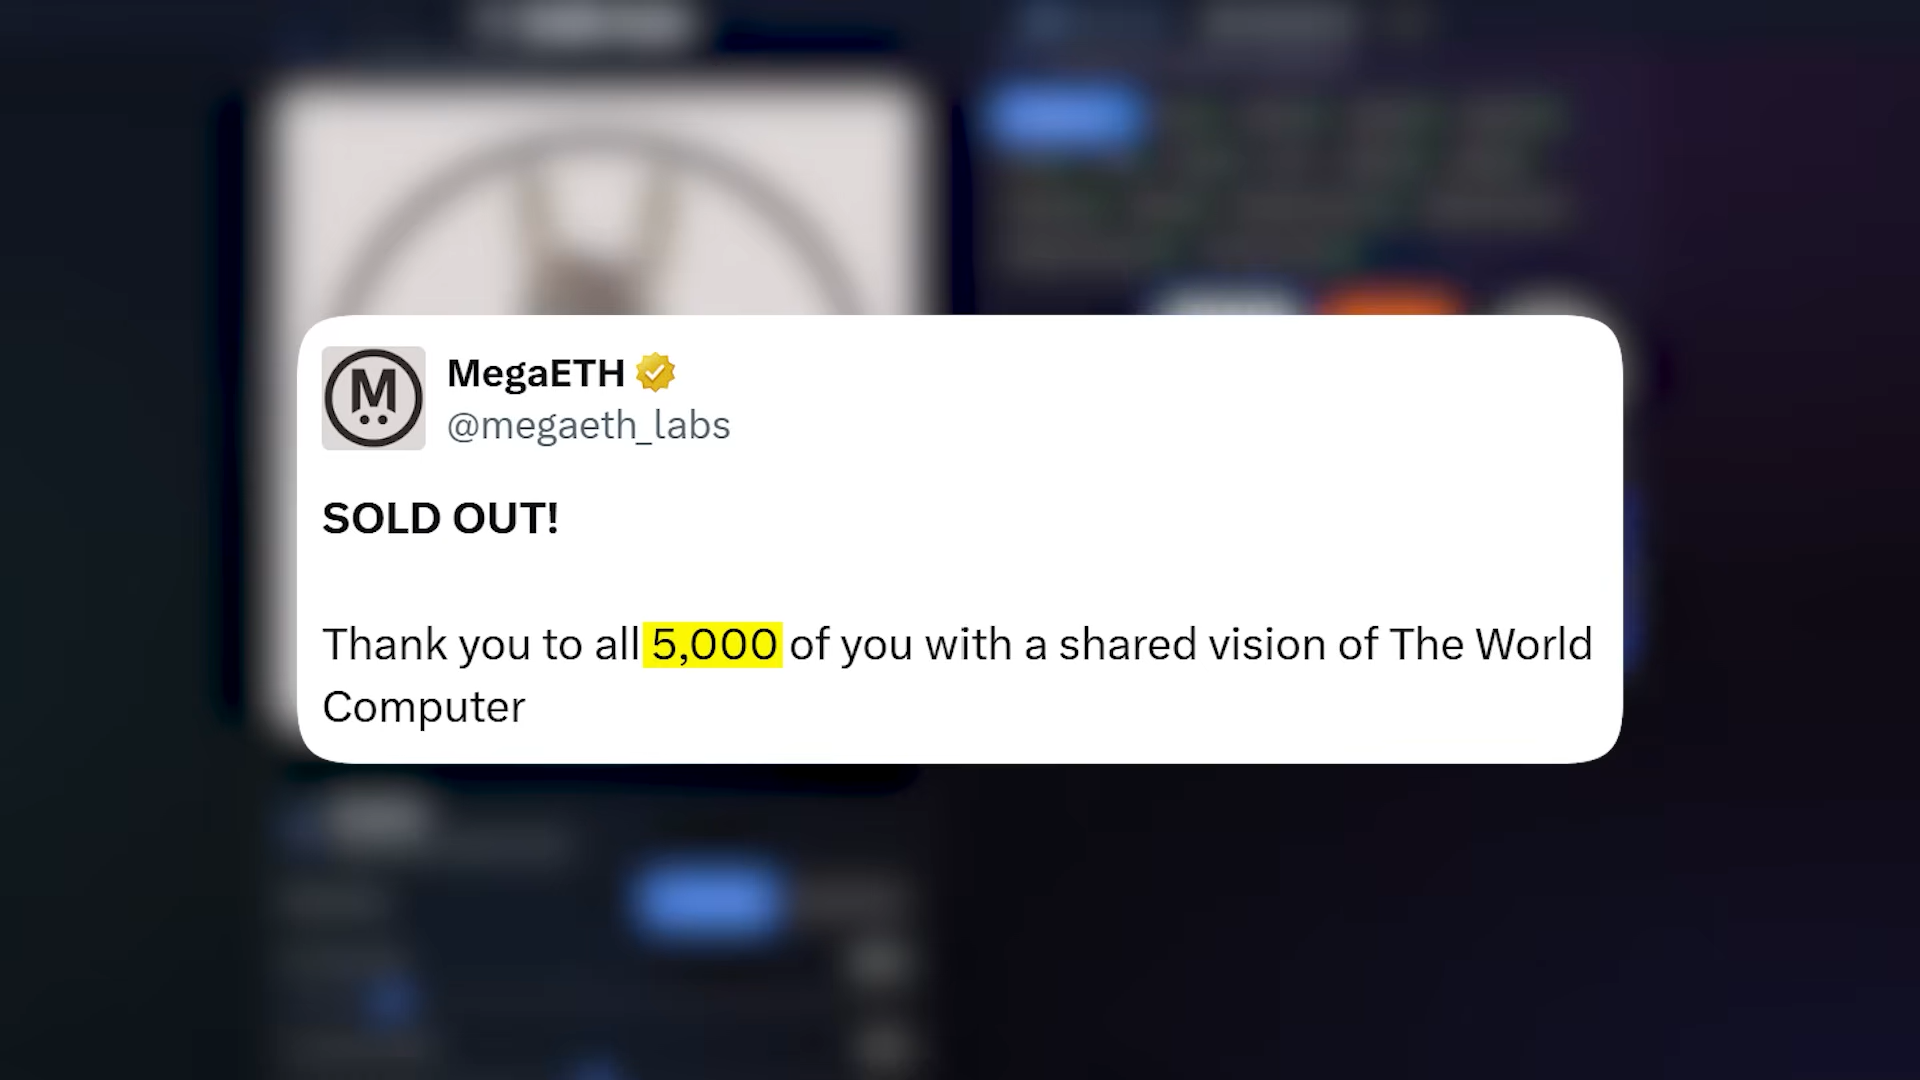 M
MegaETH
@megaeth_labs
SOLD OUT!
Thank you to all 5,000 of you with a shared vision of The World
Computer